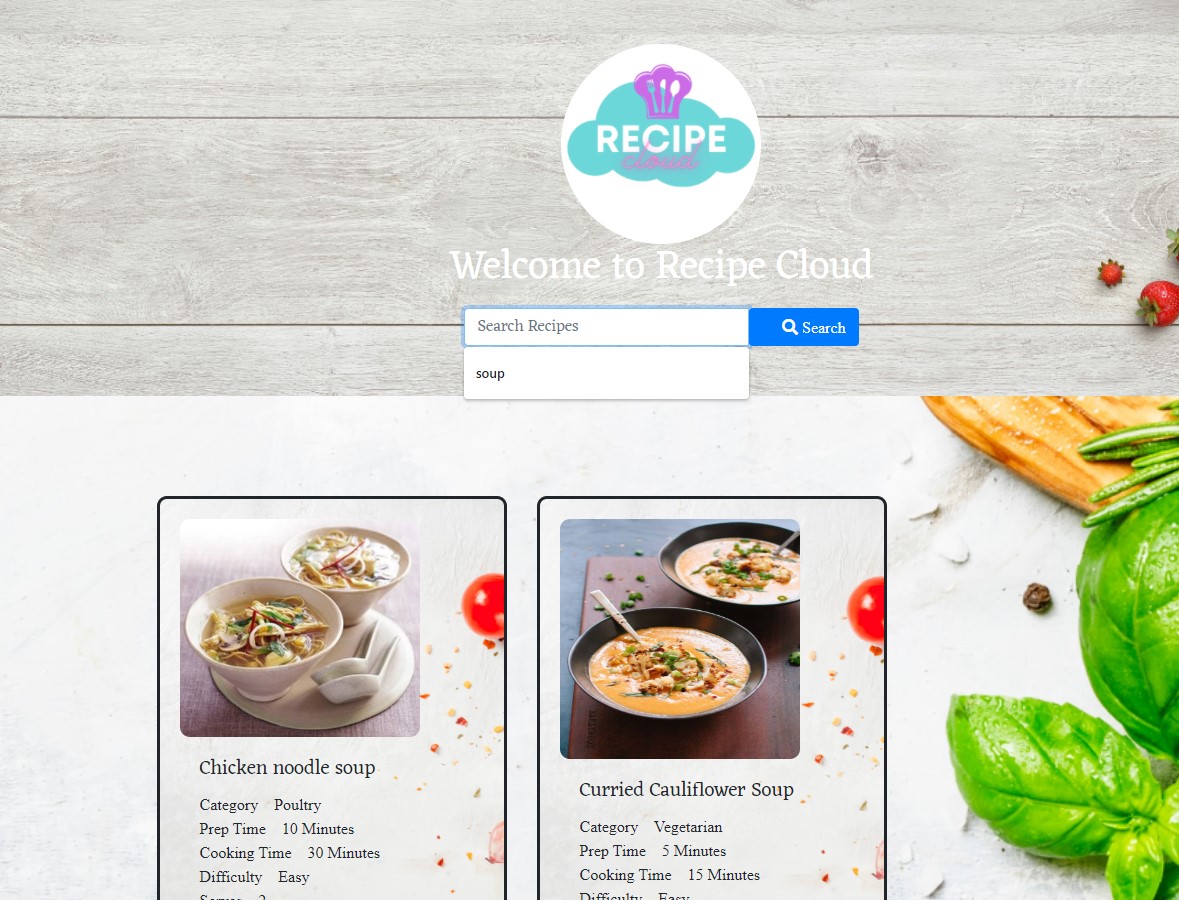 RECIPE
cloud
Welcome to Recipe Cloud
Search Recipes
Search
soup
Chicken noodle soup
Category Poultry
Prep Time 10 Minutes
Cooking Time 30 Minutes
Difficulty Easy
Curried Cauliflower Soup
Category Vegetarian
Prep Time 5 Minutes
Cooking Time 15 Minutes
Difficulty Easy